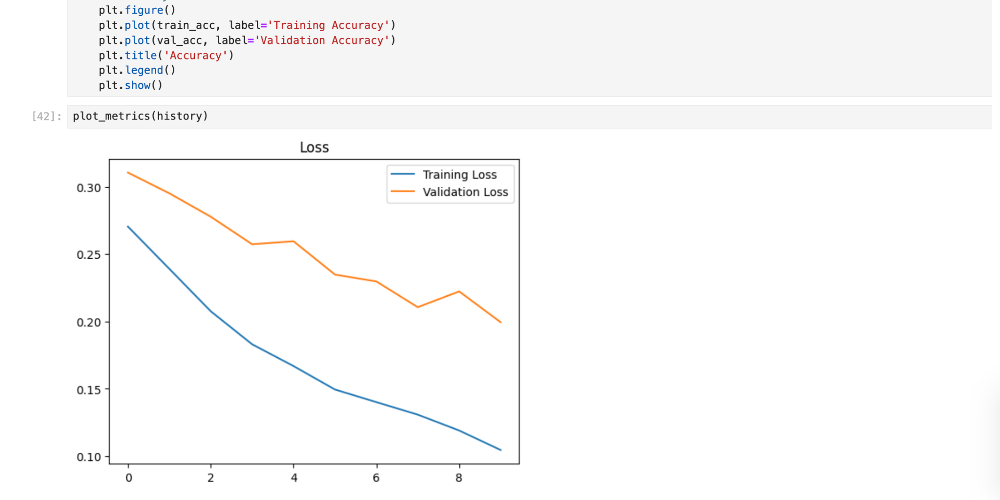 plt.figure()
plt.plot(train_acc, label='Training Accuracy')
plt.plot(val_acc, label='Validation Accuracy')
plt.title('Accuracy')
plt.legend()
plt.show()
[42]: plot_metrics(history)
Loss
Training Loss
Validation Loss
0.30
0.25
0.20
0.15
0.10
0 2 4 6 8